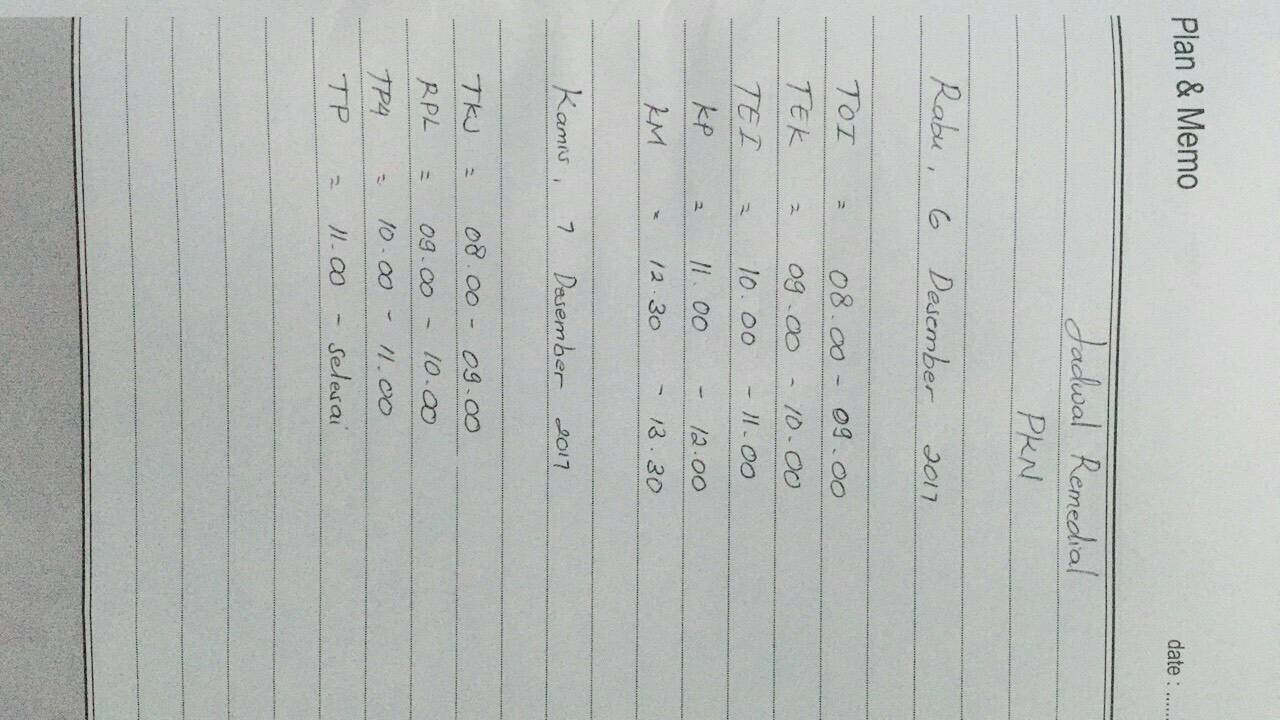 Plan & Memo
date : ......
Jadwal Remedial
PKN
Rabu, 6 Desember 2017
TOI = 08.00 - 09.00
TEK = 09.00 - 10.00
TEI = 10.00 - 11.00
KP = 11.00 - 12.00
KM = 12.30 - 13.30
Kamis, 7 Desember 2017
TKJ = 08.00 - 09.00
RPL = 09.00 - 10.00
TP4 = 10.00 - 11.00
TP = 11.00 - selesai